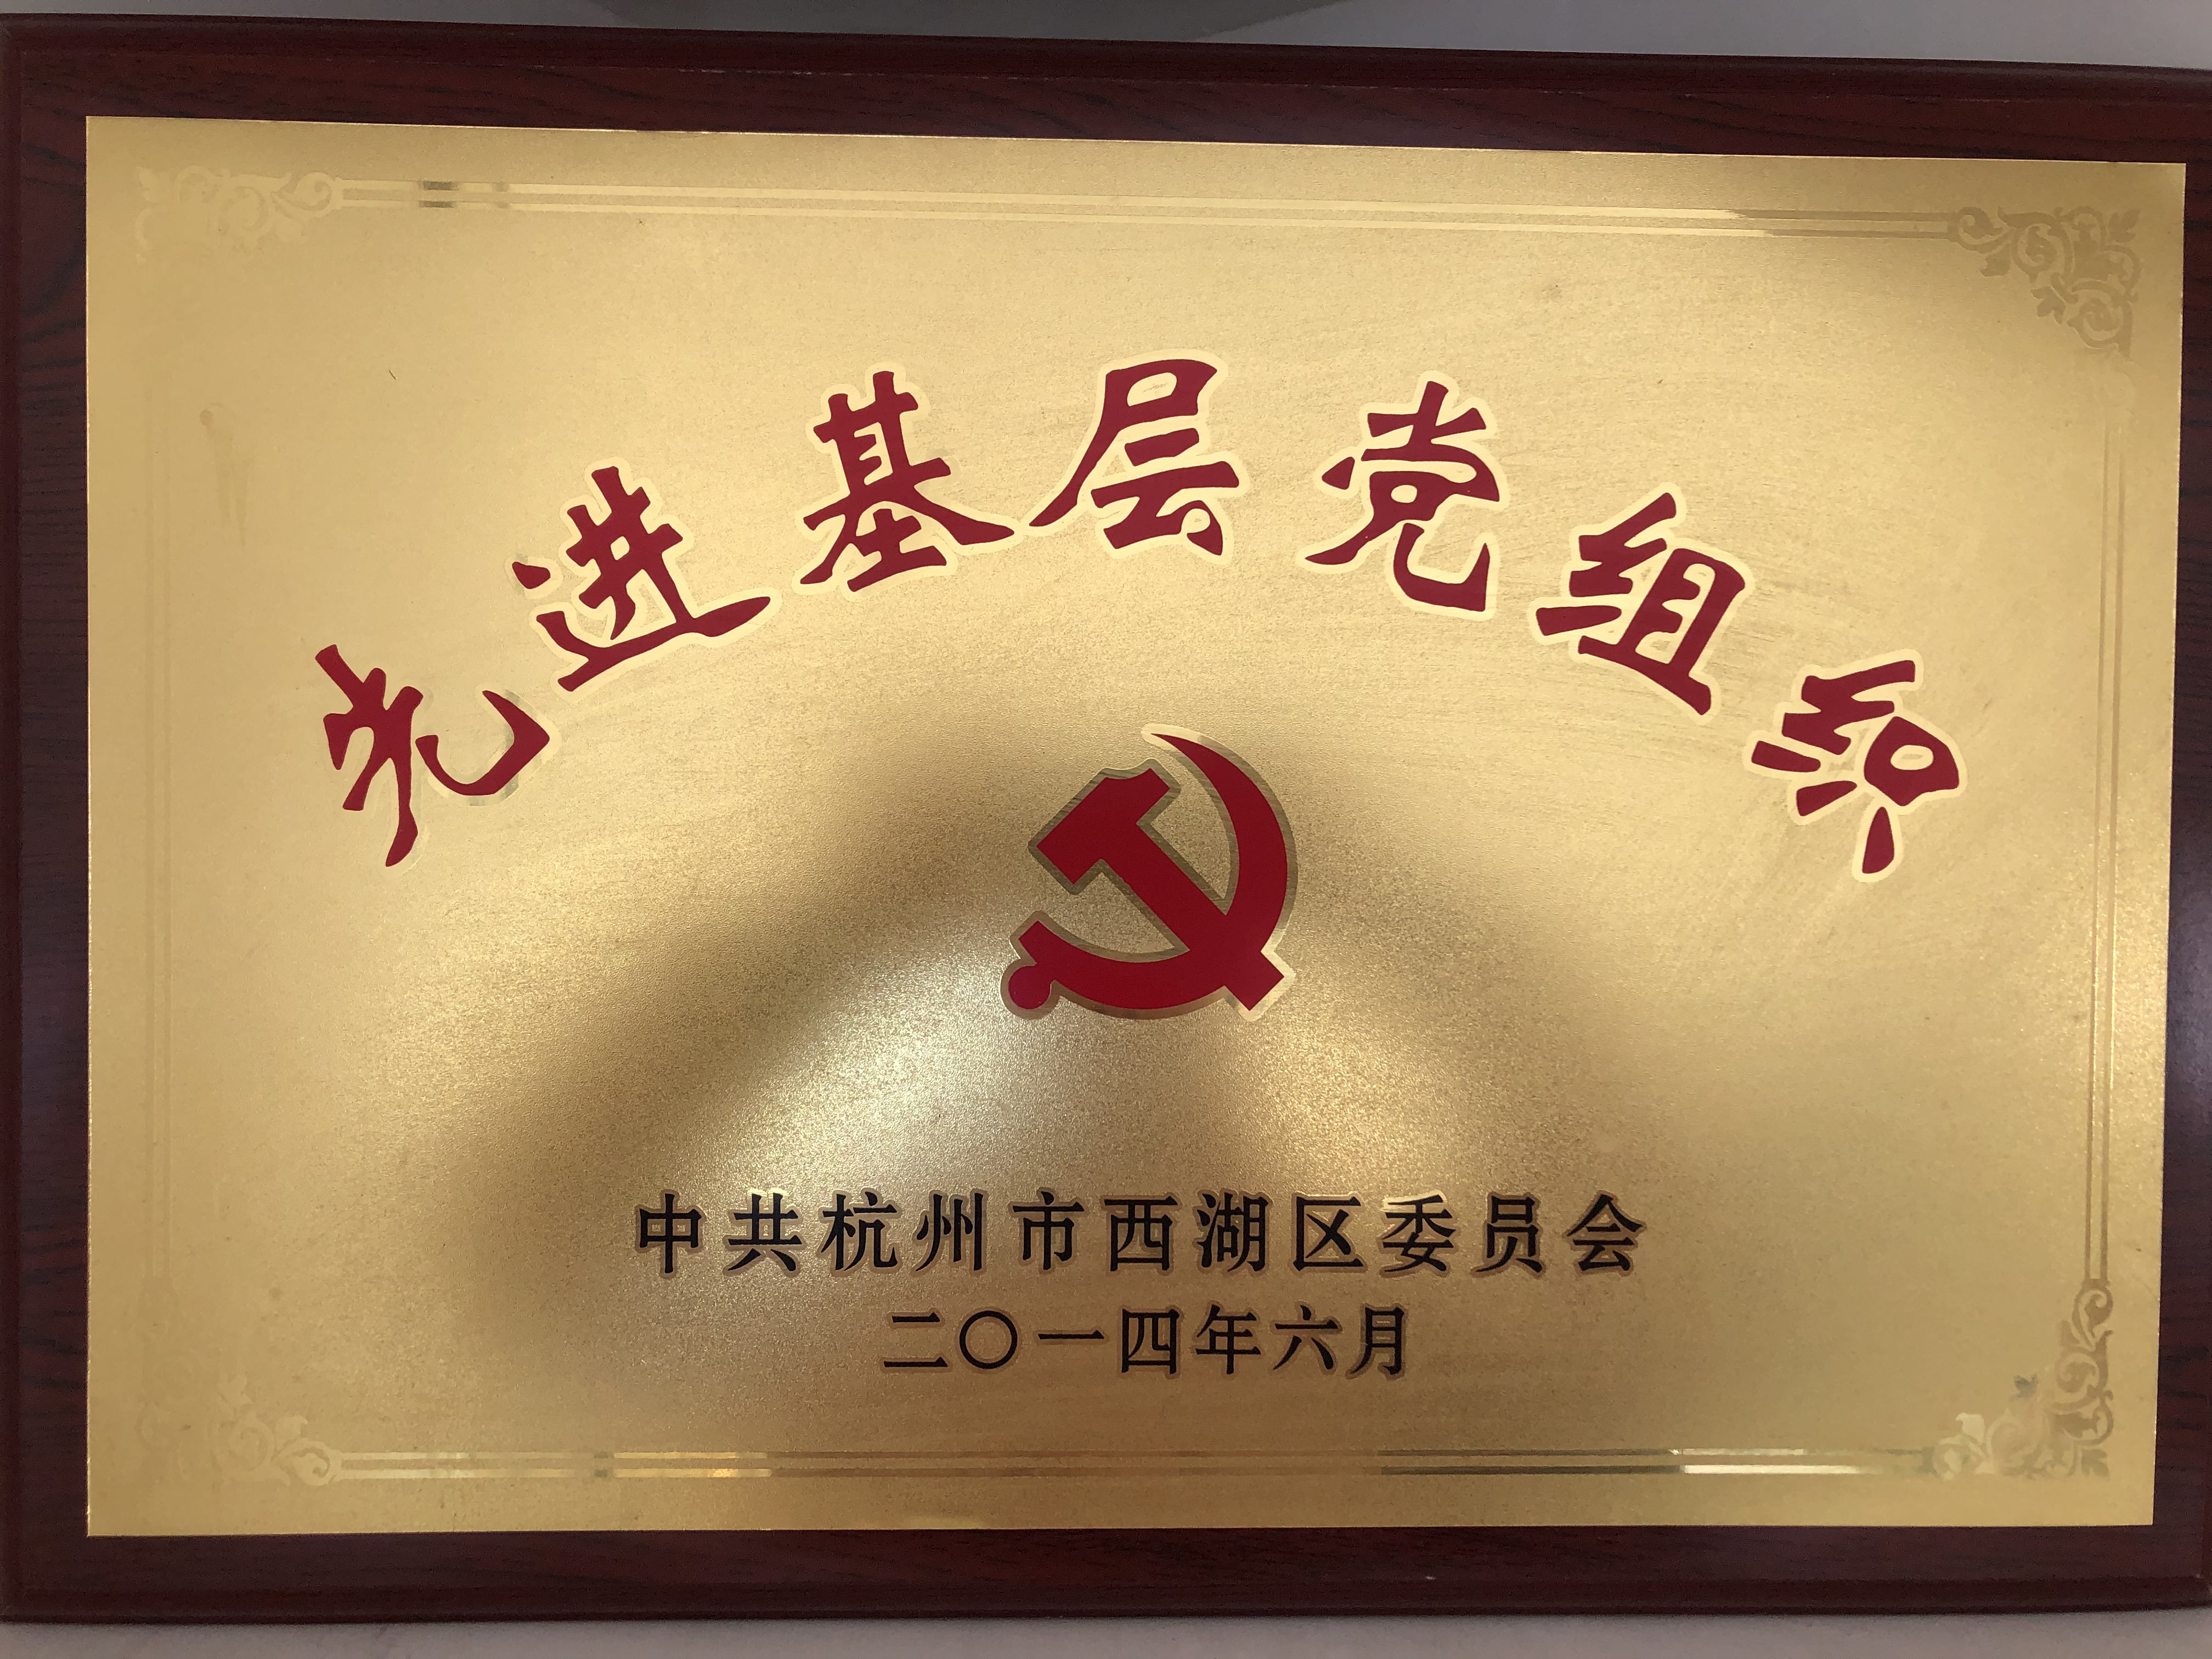 先进基层党组织
中共杭州市西湖区委员会
二〇一四年六月